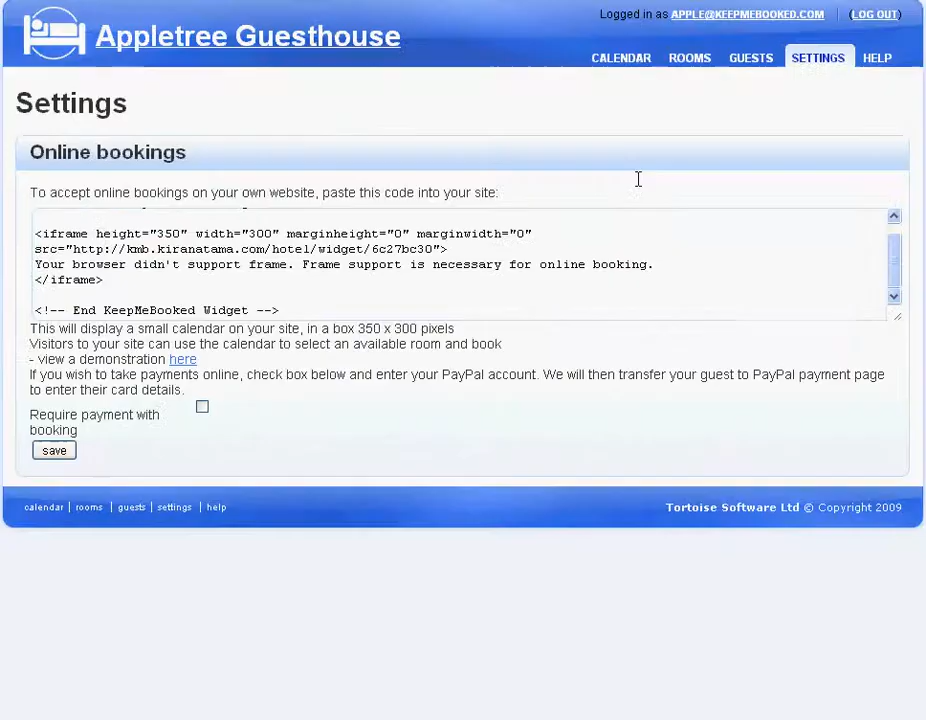 Logged in as APPLE@KEEPMEBOOKED.COM (LOG OUT)
Appletree Guesthouse
CALENDAR ROOMS GUESTS SETTINGS HELP
Settings
Online bookings
To accept online bookings on your own website, paste this code into your site:
<iframe height="350" width="300" marginheight="0" marginwidth="0"
src="http://kmb.kiranatama.com/hotel/widget/6c27bc30">
Your browser didn't support frame. Frame support is necessary for online booking.
</iframe>
<!-- End KeepMeBooked Widget -->
This will display a small calendar on your site, in a box 350 x 300 pixels
Visitors to your site can use the calendar to select an available room and book
- view a demonstration here
If you wish to take payments online, check box below and enter your PayPal account. We will then transfer your guest to PayPal payment page
to enter their card details.
Require payment with
booking
save
calendar | rooms | guests | settings | help
Tortoise Software Ltd © Copyright 2009